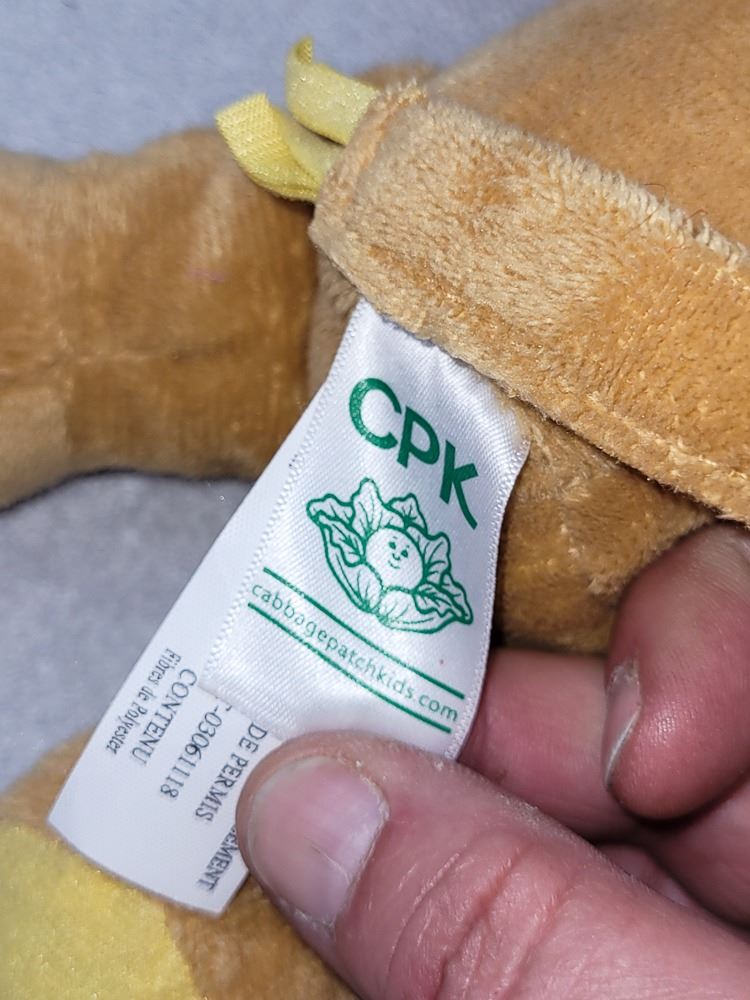 CPK
cabbagepatchkids.com
DE PERMIS
-03061118
CONTENU
Fibres de Polyester